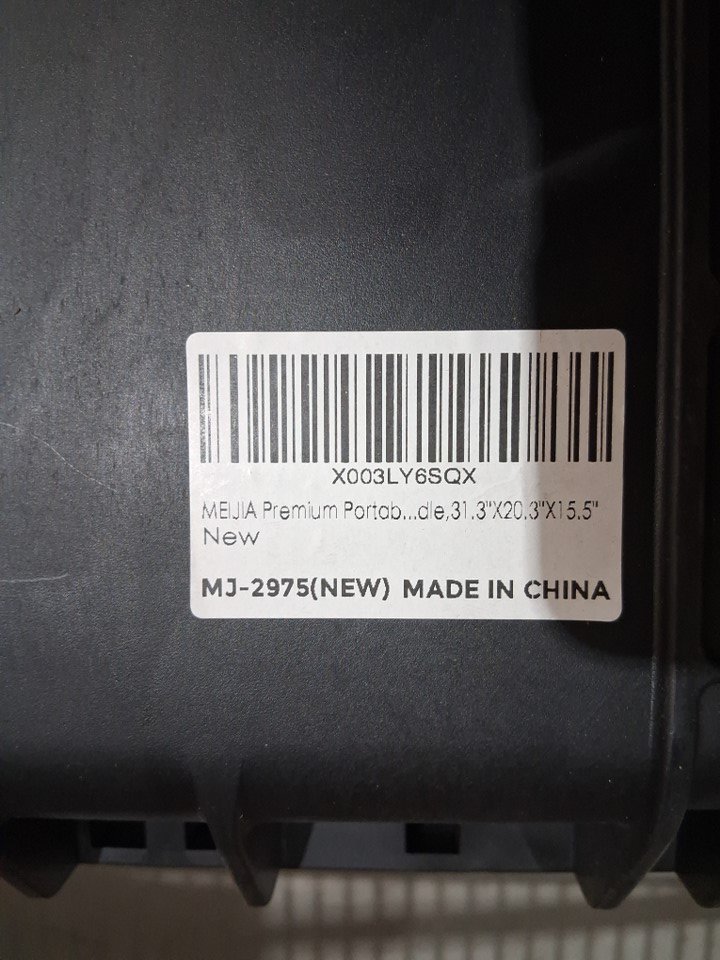 X003LY6SQX
MEIJIA Premium Portab...dle,31.3"X20.3"X15.5"
New
MJ-2975(NEW) MADE IN CHINA